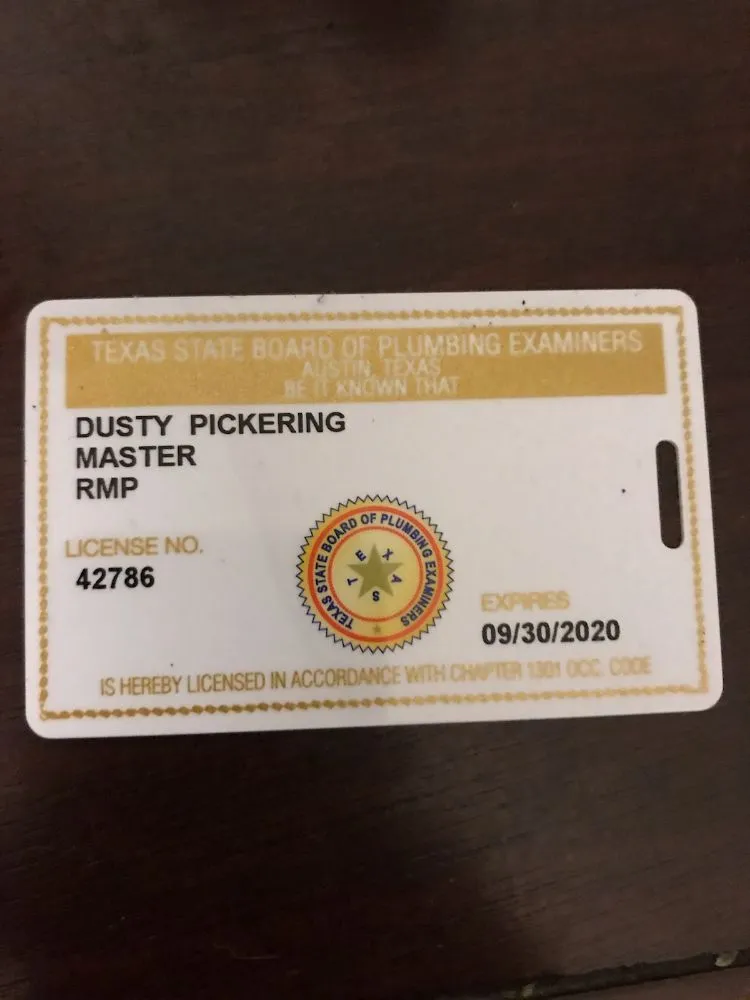 TEXAS STATE BOARD OF PLUMBING EXAMINERS
AUSTIN, TEXAS
BE IT KNOWN THAT
DUSTY PICKERING
MASTER
RMP
LICENSE NO.
42786
TEXAS STATE BOARD OF PLUMBING EXAMINERS
TEXAS
EXPIRES
09/30/2020
IS HEREBY LICENSED IN ACCORDANCE WITH CHAPTER 1301 OCC. CODE